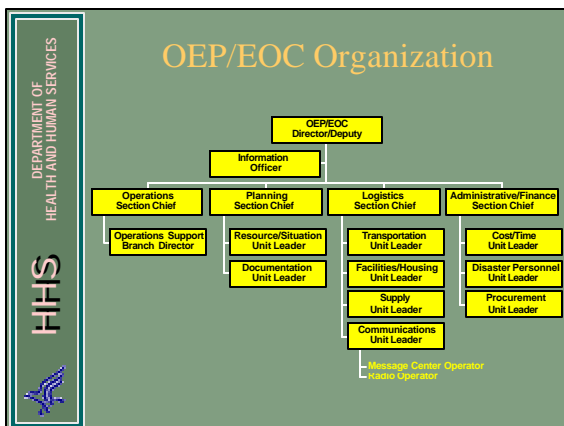 OEP/EOC Organization
DEPARTMENT OF
HEALTH AND HUMAN SERVICES
HHS
OEP/EOC
Director/Deputy
Information
Officer
Operations
Section Chief
Operations Support
Branch Director
Planning
Section Chief
Resource/Situation
Unit Leader
Documentation
Unit Leader
Logistics
Section Chief
Transportation
Unit Leader
Facilities/Housing
Unit Leader
Supply
Unit Leader
Communications
Unit Leader
Message Center Operator
Radio Operator
Administrative/Finance
Section Chief
Cost/Time
Unit Leader
Disaster Personnel
Unit Leader
Procurement
Unit Leader